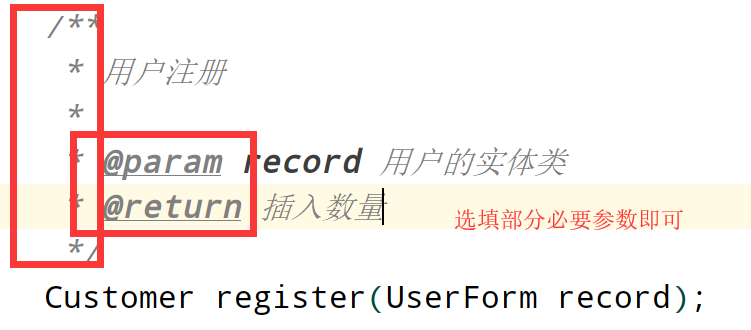 /**
* 用户注册
*
* @param record 用户的实体类
* @return 插入数量
选填部分必要参数即可
*/
Customer register(UserForm record);